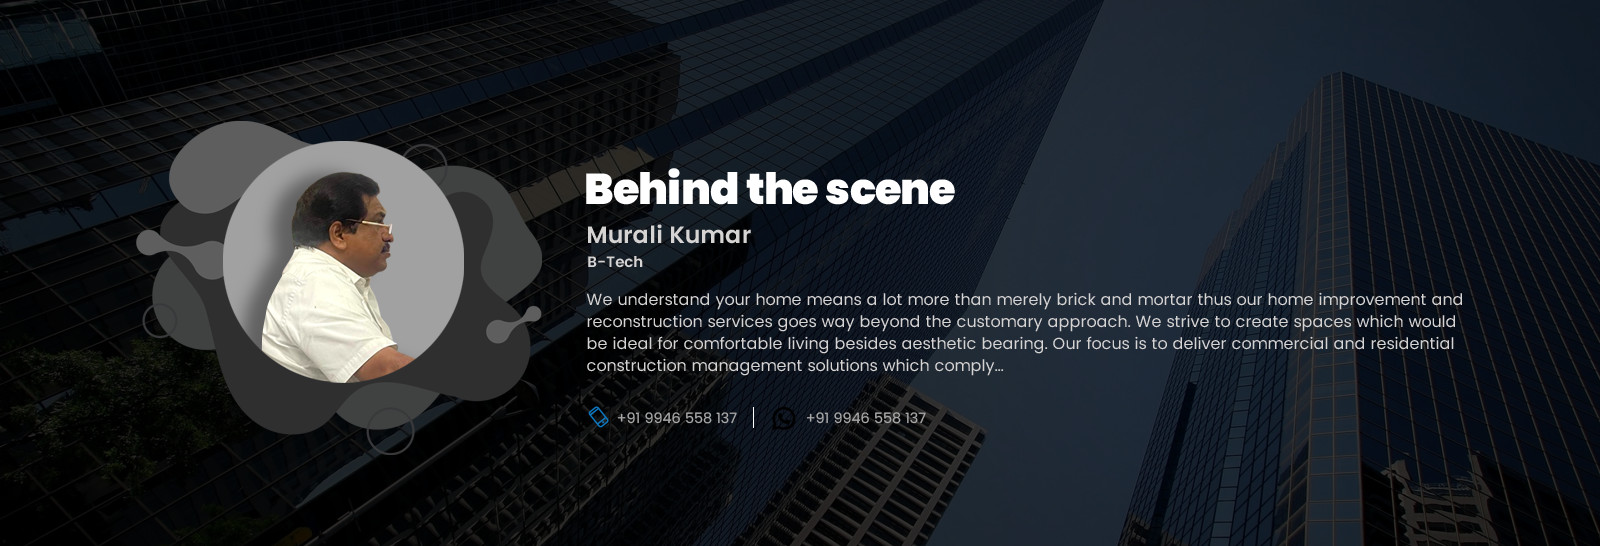 Behind the scene
Murali Kumar
B-Tech
We understand your home means a lot more than merely brick and mortar thus our home improvement and
reconstruction services goes way beyond the customary approach. We strive to create spaces which would
be ideal for comfortable living besides aesthetic bearing. Our focus is to deliver commercial and residential
construction management solutions which comply...
+91 9946 558 137 | +91 9946 558 137